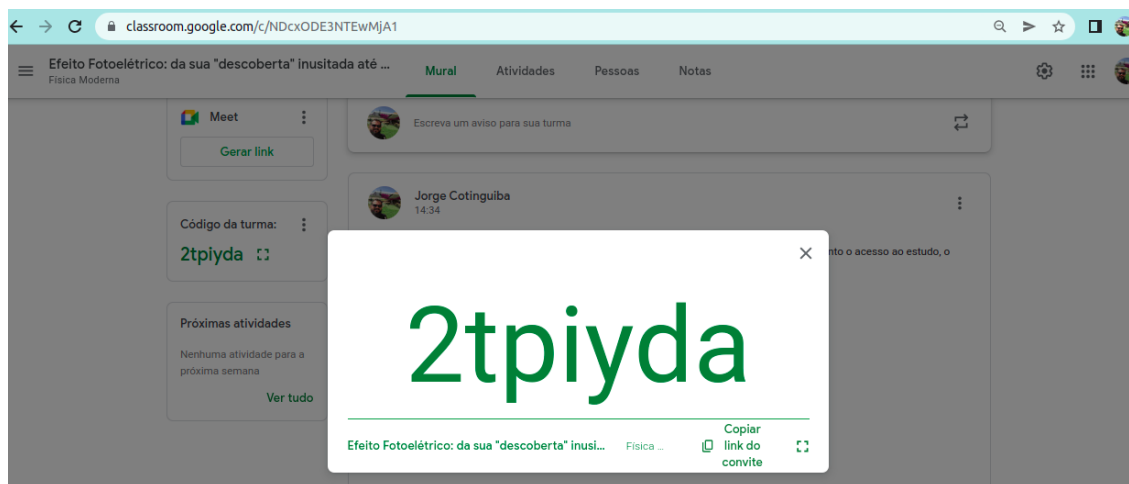 classroom.google.com/c/NDcxODE3NTEwMjA1
Efeito Fotoelétrico: da sua "descoberta" inusitada até ...
Física Moderna
Mural
Atividades
Pessoas
Notas
Meet
Gerar link
Escreva um aviso para sua turma
Jorge Cotinguiba
14:34
Código da turma:
2tpiyda
nto o acesso ao estudo, o
Próximas atividades
Nenhuma atividade para a
próxima semana
Ver tudo
2tpiyda
Efeito Fotoelétrico: da sua "descoberta" inusi...
Física ...
Copiar
link do
convite